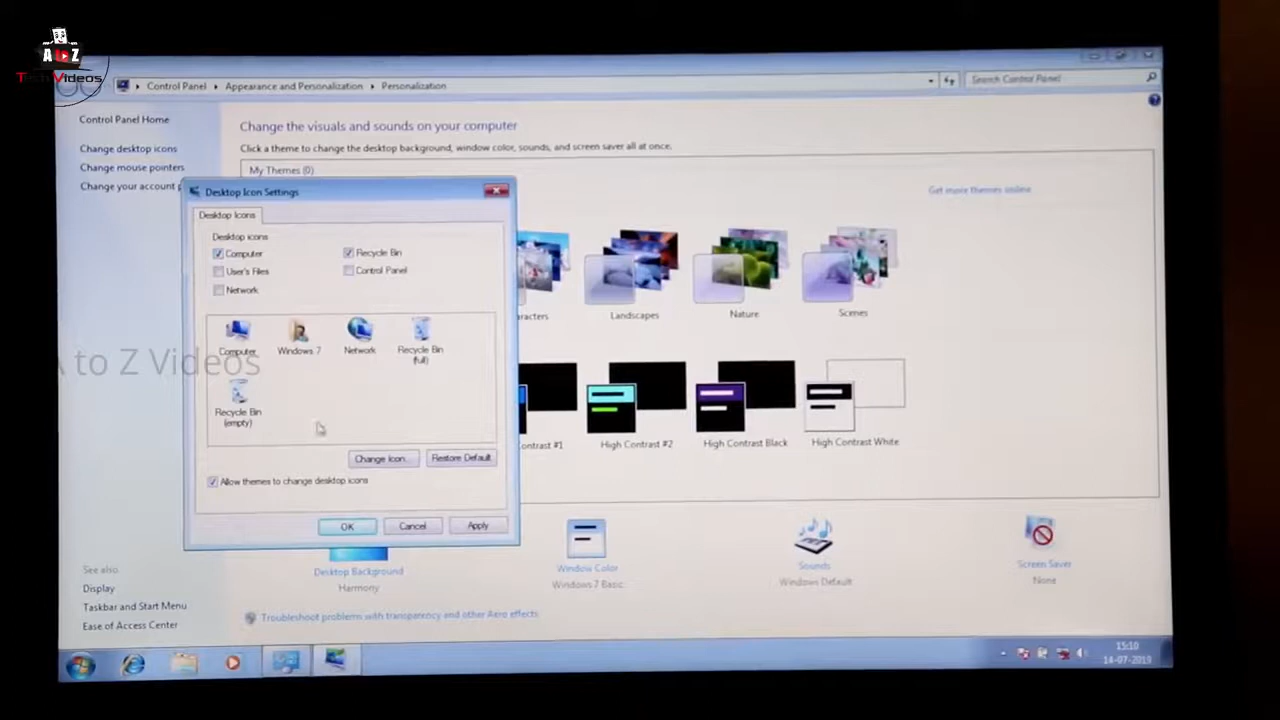 A to Z
Tech Videos
Control Panel
Appearance and Personalization
Personalization
Search Control Panel
Control Panel Home
Change desktop icons
Change mouse pointers
Change your account
Change the visuals and sounds on your computer
Click a theme to change the desktop background, window color, sounds, and screen saver all at once.
My Themes (0)
Get more themes online
Desktop Icon Settings
Desktop Icons
Desktop icons
Computer
Recycle Bin
User's Files
Control Panel
Network
Computer
Windows 7
Network
Recycle Bin
(full)
Recycle Bin
(empty)
Change Icon...
Restore Default
Allow themes to change desktop icons
OK
Cancel
Apply
A to Z Videos
aracters
Landscapes
Nature
Scenes
ontrast #1
High Contrast #2
High Contrast Black
High Contrast White
Desktop Background
Harmony
Window Color
Windows 7 Basic
Sounds
Windows Default
Screen Saver
None
See also
Display
Taskbar and Start Menu
Ease of Access Center
Troubleshoot problems with transparency and other Aero effects
15:10
14-07-2019